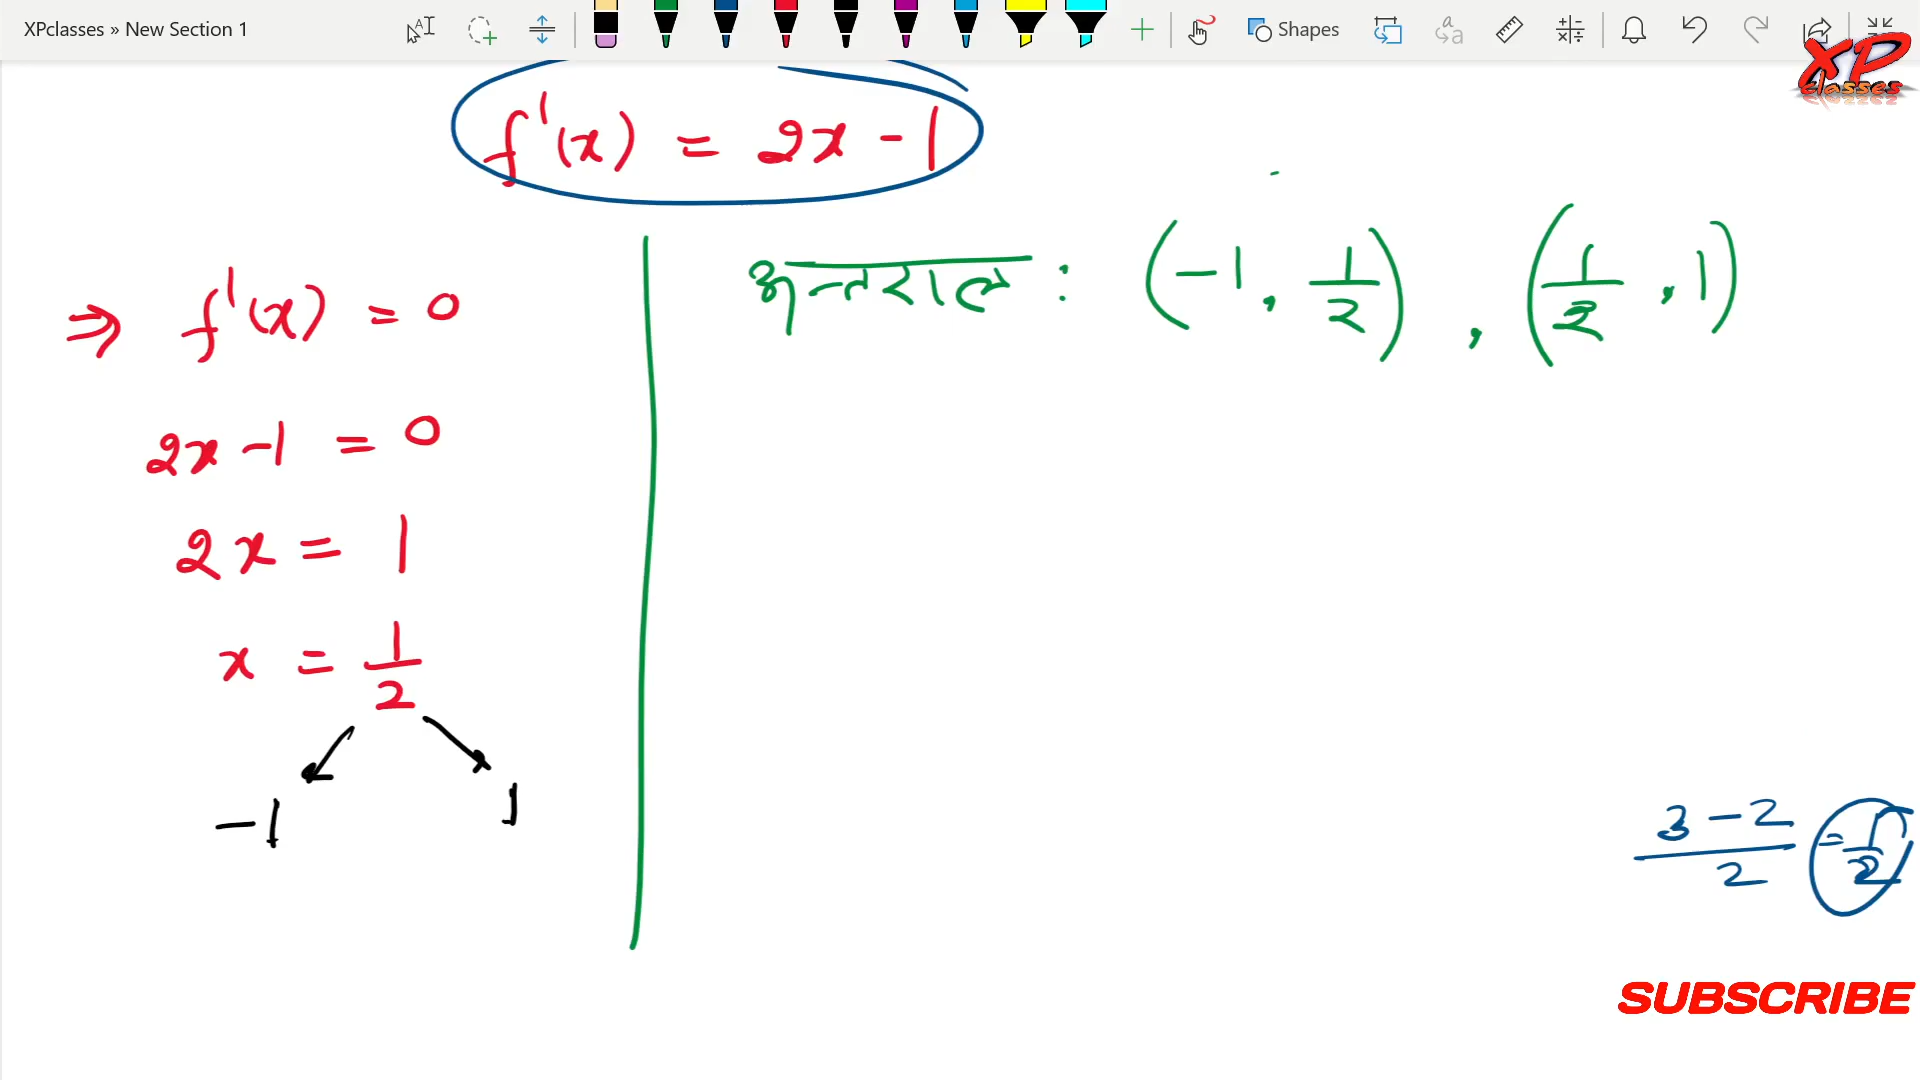 XPclasses » New Section 1
Shapes
XP
classes
f'(x) = 2x - 1
⇒ f'(x) = 0
2x - 1 = 0
2x = 1
x = 1/2
-1 1
अन्तराल : (-1, 1/2), (1/2, 1)
(3 - 2)/2 = 1/2
SUBSCRIBE